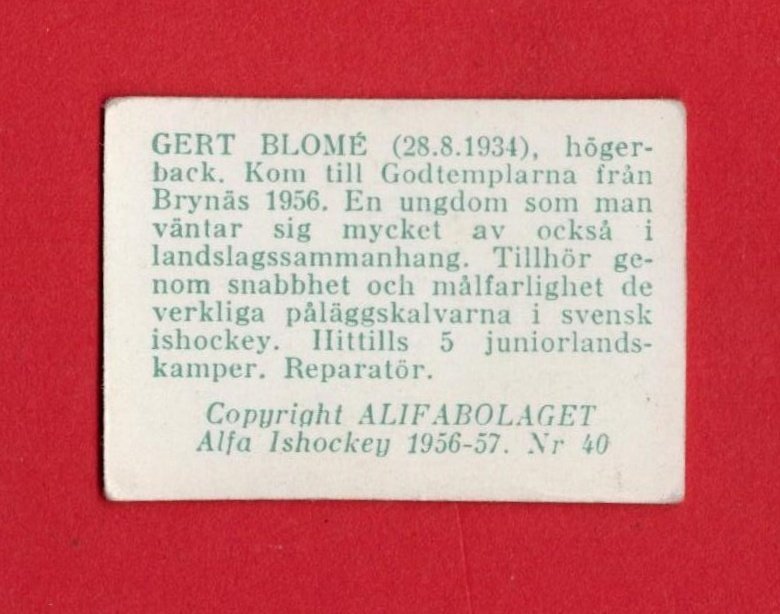 GERT BLOMÉ (28.8.1934), höger-
back. Kom till Godtemplarna från
Brynäs 1956. En ungdom som man
väntar sig mycket av också i
landslagssammanhang. Tillhör ge-
nom snabbhet och målfarlighet de
verkliga påläggskalvarna i svensk
ishockey. Hittills 5 juniorlands-
kamper. Reparatör.
Copyright ALIFABOLAGET
Alfa Ishockey 1956-57. Nr 40